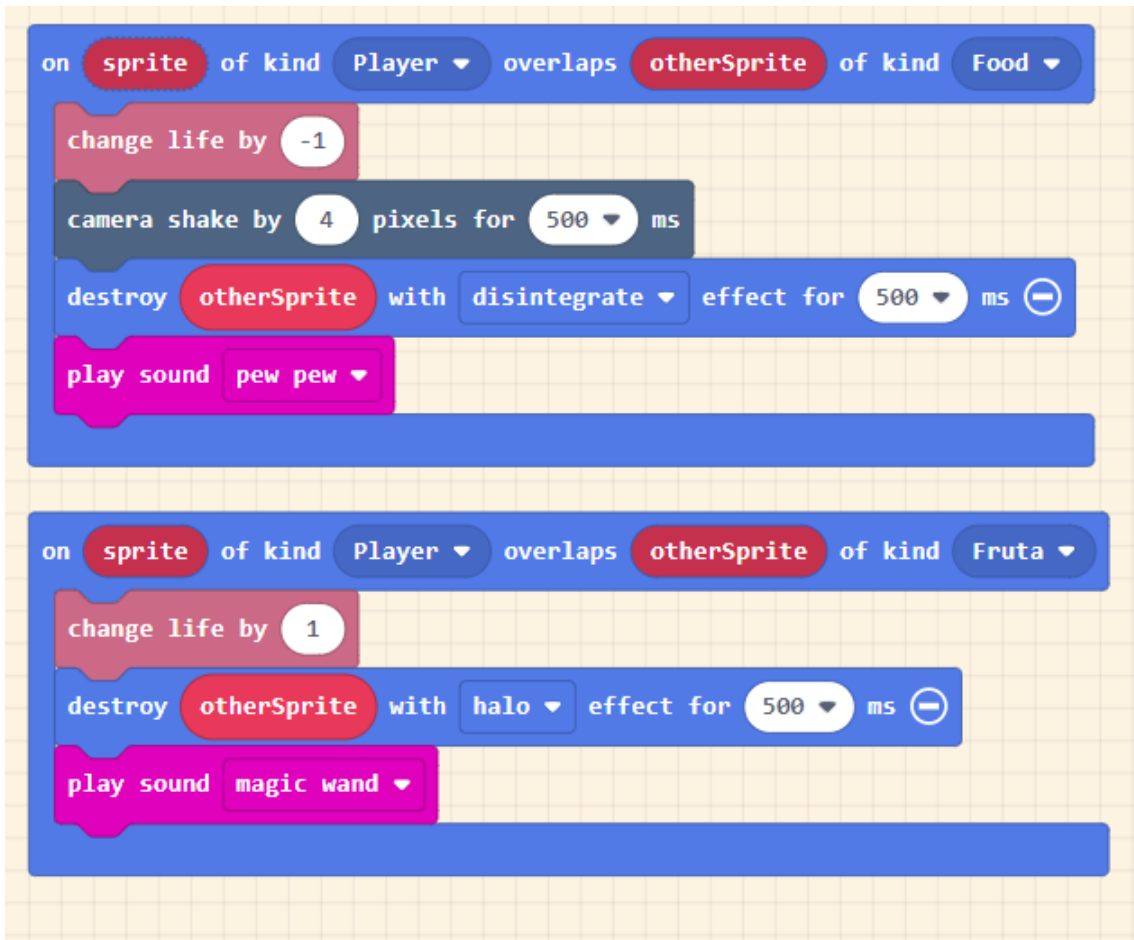 on sprite of kind Player overlaps otherSprite of kind Food
change life by -1
camera shake by 4 pixels for 500 ms
destroy otherSprite with disintegrate effect for 500 ms
play sound pew pew
on sprite of kind Player overlaps otherSprite of kind Fruta
change life by 1
destroy otherSprite with halo effect for 500 ms
play sound magic wand